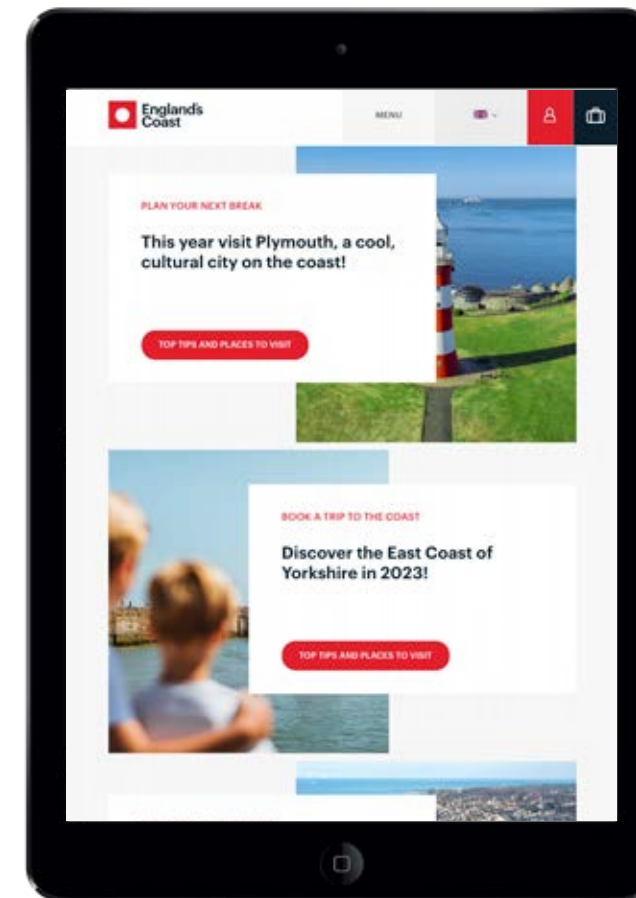 England's
Coast
MENU
PLAN YOUR NEXT BREAK
This year visit Plymouth, a cool,
cultural city on the coast!
TOP TIPS AND PLACES TO VISIT
BOOK A TRIP TO THE COAST
Discover the East Coast of
Yorkshire in 2023!
TOP TIPS AND PLACES TO VISIT